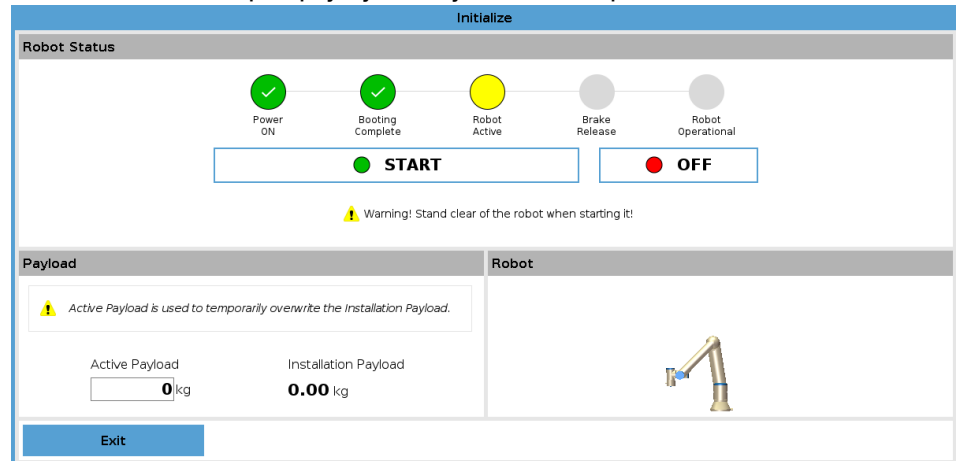 Initialize
Robot Status
Power
ON
Booting
Complete
Robot
Active
Brake
Release
Robot
Operational
START
OFF
Warning! Stand clear of the robot when starting it!
Payload
Robot
Active Payload is used to temporarily overwrite the Installation Payload.
Active Payload
Installation Payload
0 kg
0.00 kg
Exit